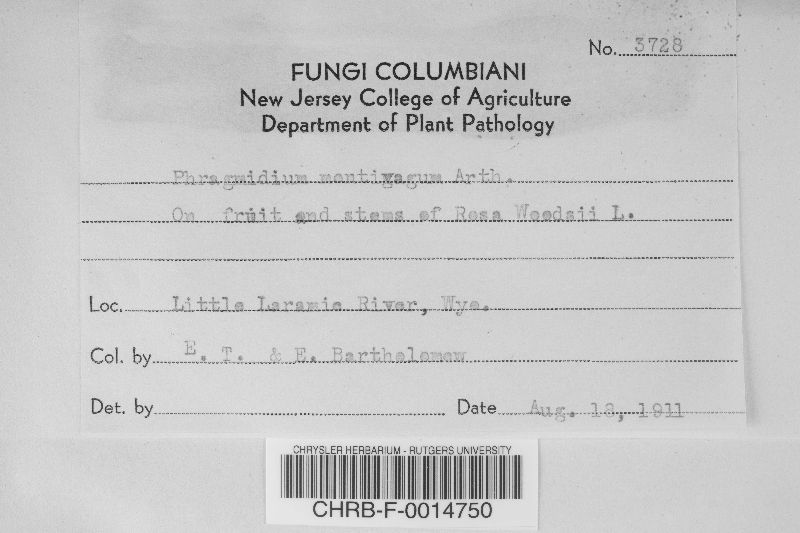 No. 3728
FUNGI COLUMBIANI
New Jersey College of Agriculture
Department of Plant Pathology
Phragmidium montivagum Arth.
On fruit and stems of Rosa Woodsii L.
Loc. Little Laramie River, Wyo.
Col. by E. T. & E. Bartholomew
Det. by
Date Aug. 18, 1911
CHRYSLER HERBARIUM - RUTGERS UNIVERSITY
CHRB-F-0014750